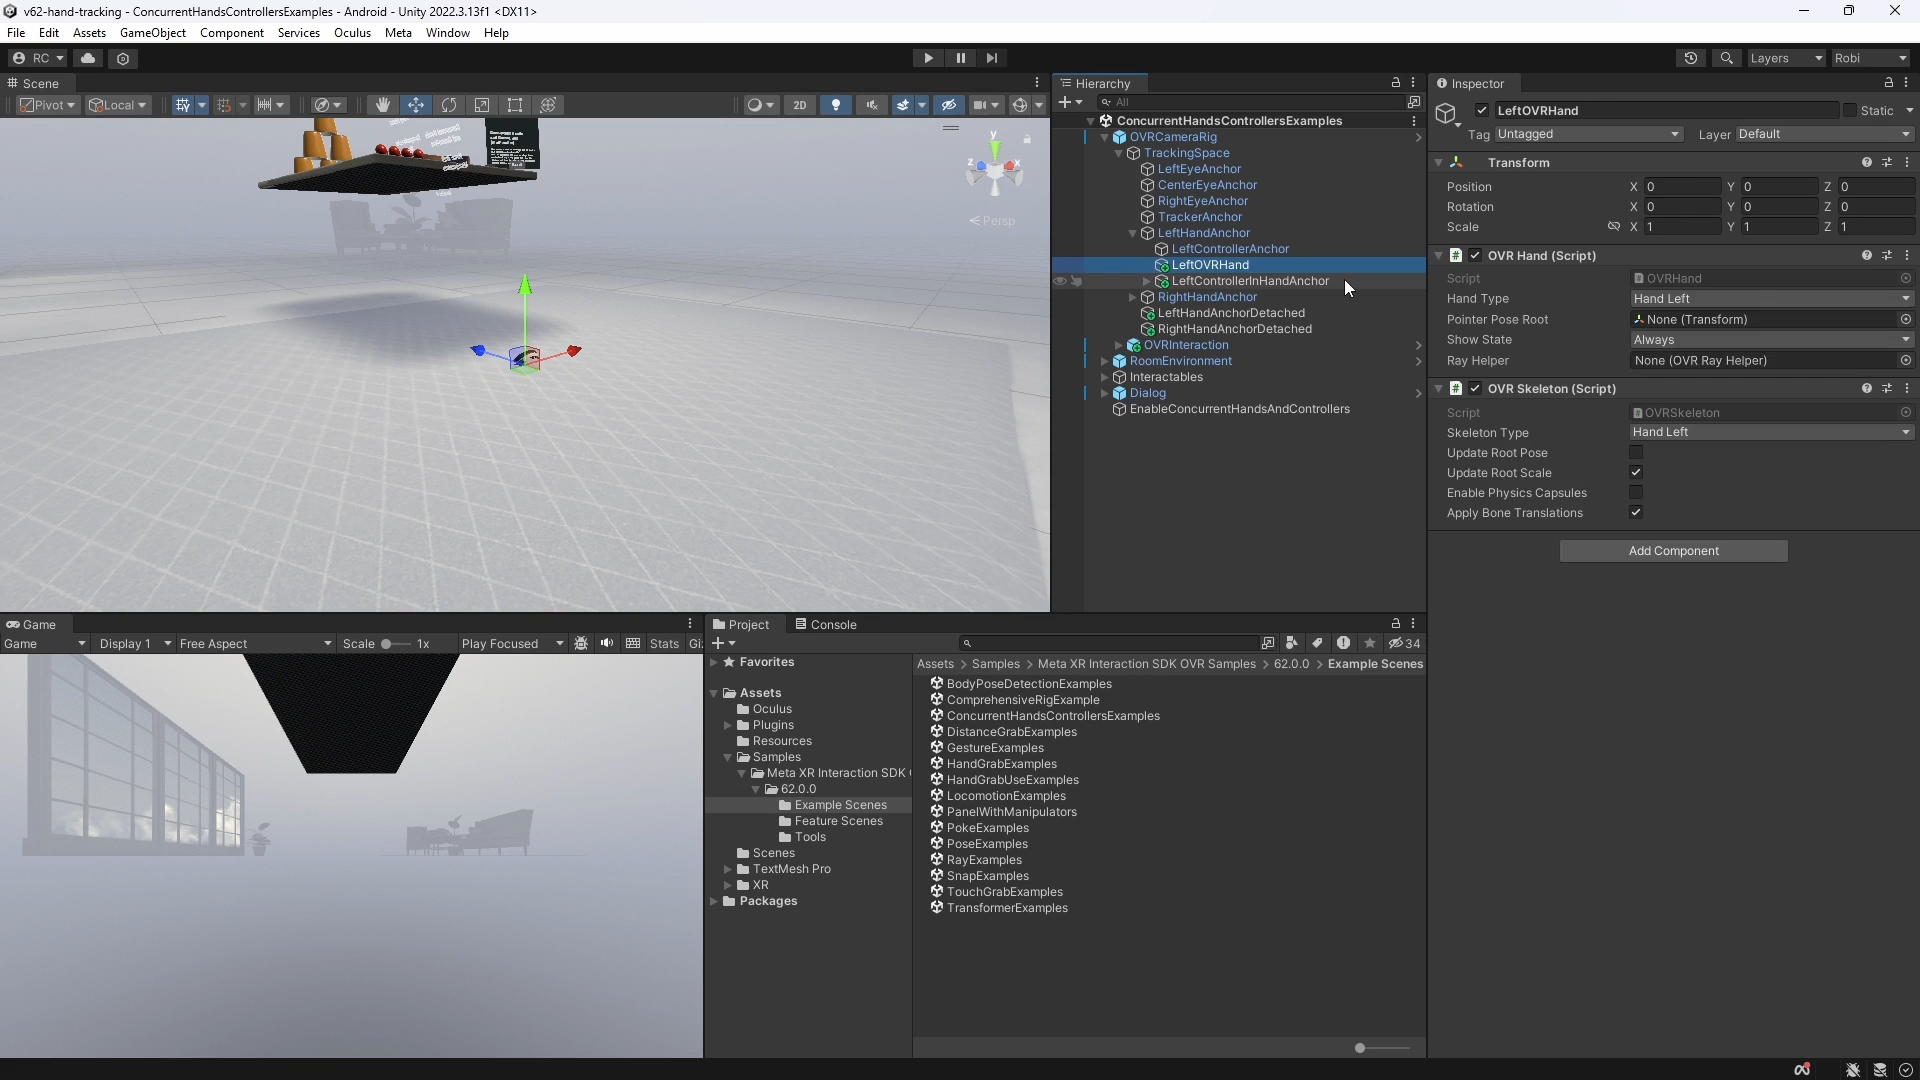 v62-hand-tracking - ConcurrentHandsControllersExamples - Android - Unity 2022.3.13f1 <DX11>
File Edit Assets GameObject Component Services Oculus Meta Window Help
RC Layers Robi
Scene
Pivot Local 2D
y
z x
Persp
Hierarchy
All
ConcurrentHandsControllersExamples
OVRCameraRig
TrackingSpace
LeftEyeAnchor
CenterEyeAnchor
RightEyeAnchor
TrackerAnchor
LeftHandAnchor
LeftControllerAnchor
LeftOVRHand
LeftControllerInHandAnchor
RightHandAnchor
LeftHandAnchorDetached
RightHandAnchorDetached
OVRInteraction
RoomEnvironment
Interactables
Dialog
EnableConcurrentHandsAndControllers
Inspector
LeftOVRHand Static
Tag Untagged Layer Default
Transform
Position X 0 Y 0 Z 0
Rotation X 0 Y 0 Z 0
Scale X 1 Y 1 Z 1
# OVR Hand (Script)
Script OVRHand
Hand Type Hand Left
Pointer Pose Root None (Transform)
Show State Always
Ray Helper None (OVR Ray Helper)
# OVR Skeleton (Script)
Script OVRSkeleton
Skeleton Type Hand Left
Update Root Pose
Update Root Scale
Enable Physics Capsules
Apply Bone Translations
Add Component
Game
Game Display 1 Free Aspect Scale 1x Play Focused Stats Gi
Project Console
34
Favorites
Assets
Oculus
Plugins
Resources
Samples
Meta XR Interaction SDK
62.0.0
Example Scenes
Feature Scenes
Tools
Scenes
TextMesh Pro
XR
Packages
Assets > Samples > Meta XR Interaction SDK OVR Samples > 62.0.0 > Example Scenes
BodyPoseDetectionExamples
ComprehensiveRigExample
ConcurrentHandsControllersExamples
DistanceGrabExamples
GestureExamples
HandGrabExamples
HandGrabUseExamples
LocomotionExamples
PanelWithManipulators
PokeExamples
PoseExamples
RayExamples
SnapExamples
TouchGrabExamples
TransformerExamples